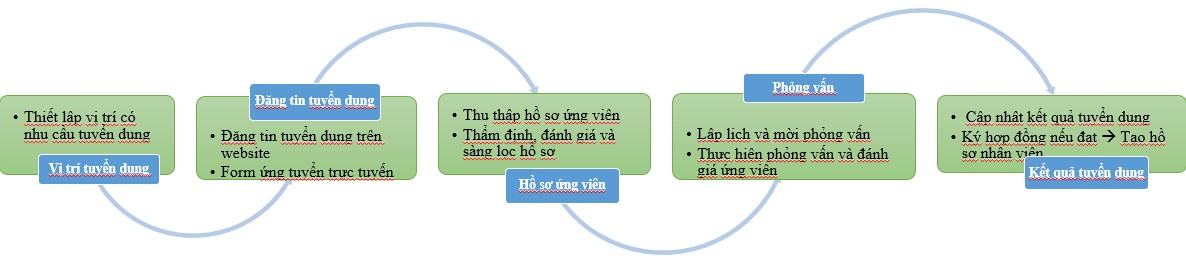 • Thiết lập vị trí có
nhu cầu tuyển dụng
Vị trí tuyển dụng
Đăng tin tuyển dụng
• Đăng tin tuyển dụng trên
website
• Form ứng tuyển trực tuyến
• Thu thập hồ sơ ứng viên
• Thẩm định, đánh giá và
sàng lọc hồ sơ
Hồ sơ ứng viên
Phỏng vấn
• Lập lịch và mời phỏng vấn
• Thực hiện phỏng vấn và đánh
giá ứng viên
• Cập nhật kết quả tuyển dụng
• Ký hợp đồng nếu đạt → Tạo hồ
sơ nhân viên
Kết quả tuyển dụng